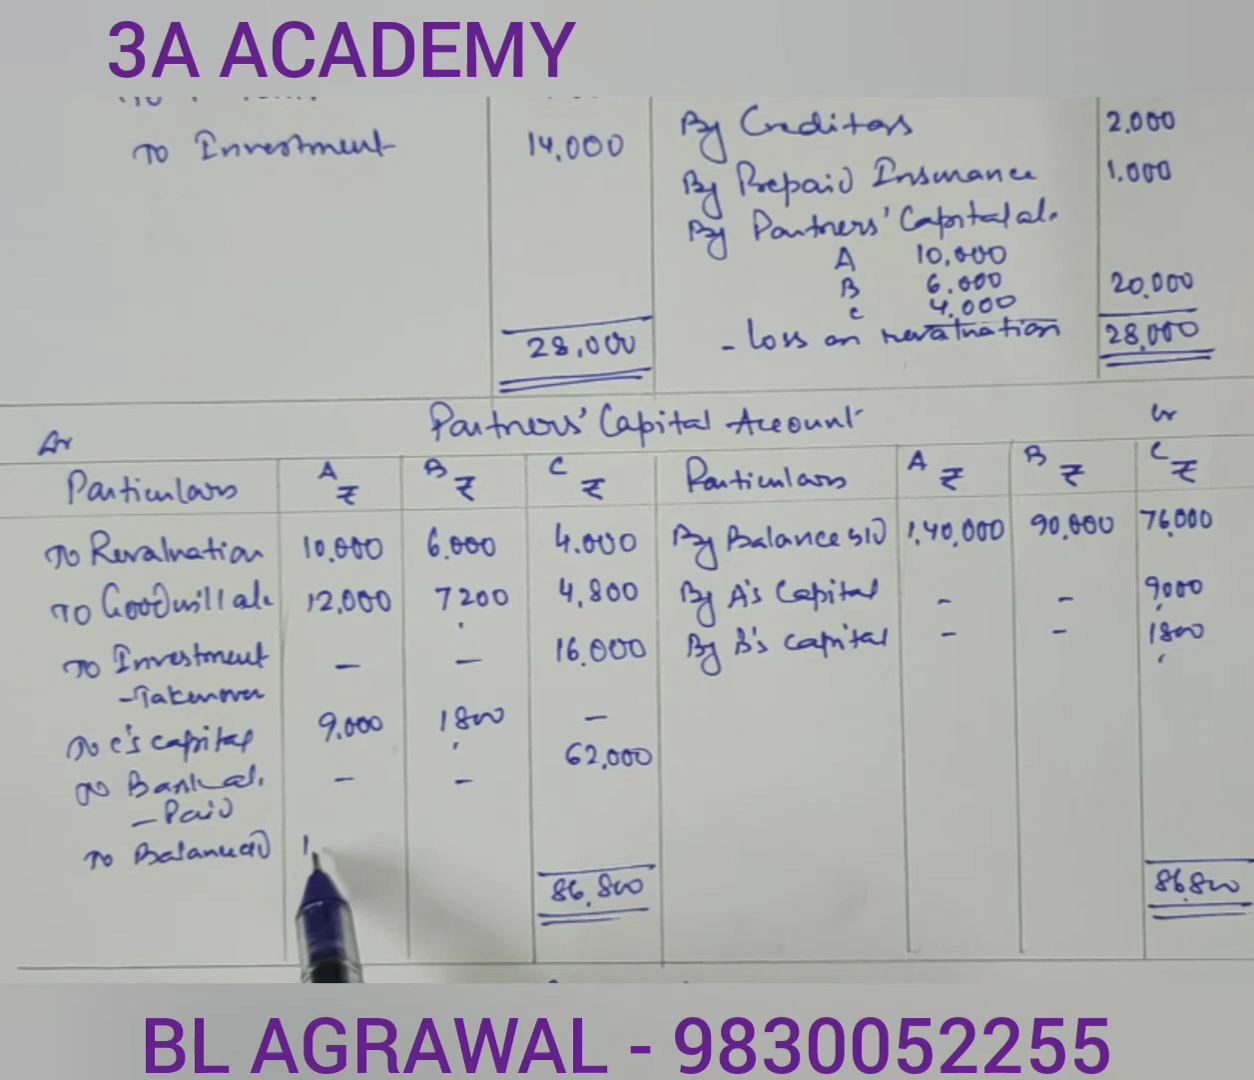 3A ACADEMY
To Investment 14,000
By Creditors 2,000
By Prepaid Insurance 1,000
By Partners' Capital a/c.
A 10,000
B 6,000
C 4,000 20,000
- Loss on revaluation
28,000 28,000
Partners' Capital Account
Dr Cr
Particulars A ₹ B ₹ C ₹ Particulars A ₹ B ₹ C ₹
To Revaluation 10,000 6,000 4,000 By Balance b/d 1,40,000 90,000 76,000
To Goodwill a/c 12,000 7200 4,800 By A's Capital - - 9000
To Investment - - 16,000 By B's Capital - - 1800
- Takenover
To C's capital 9,000 1800 -
To Bank a/c. - - 62,000
- Paid
To Balance c/d 1
86,800 86,800
BL AGRAWAL - 9830052255